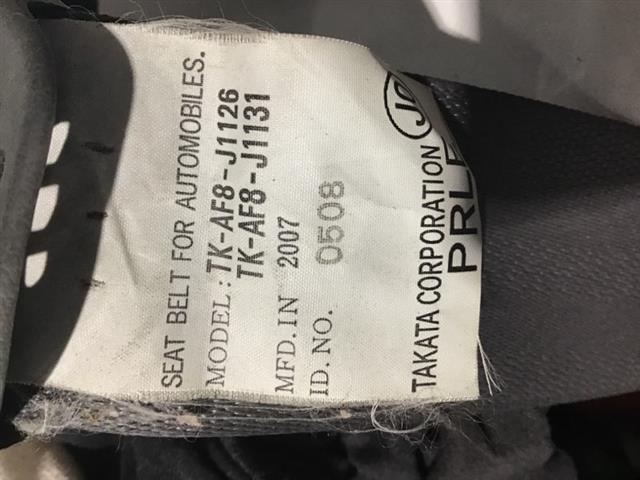 SEAT BELT FOR AUTOMOBILES.
MODEL: TK-AF8-J1126
TK-AF8-J1131
MFD. IN 2007
ID. NO. 0508
TAKATA CORPORATION